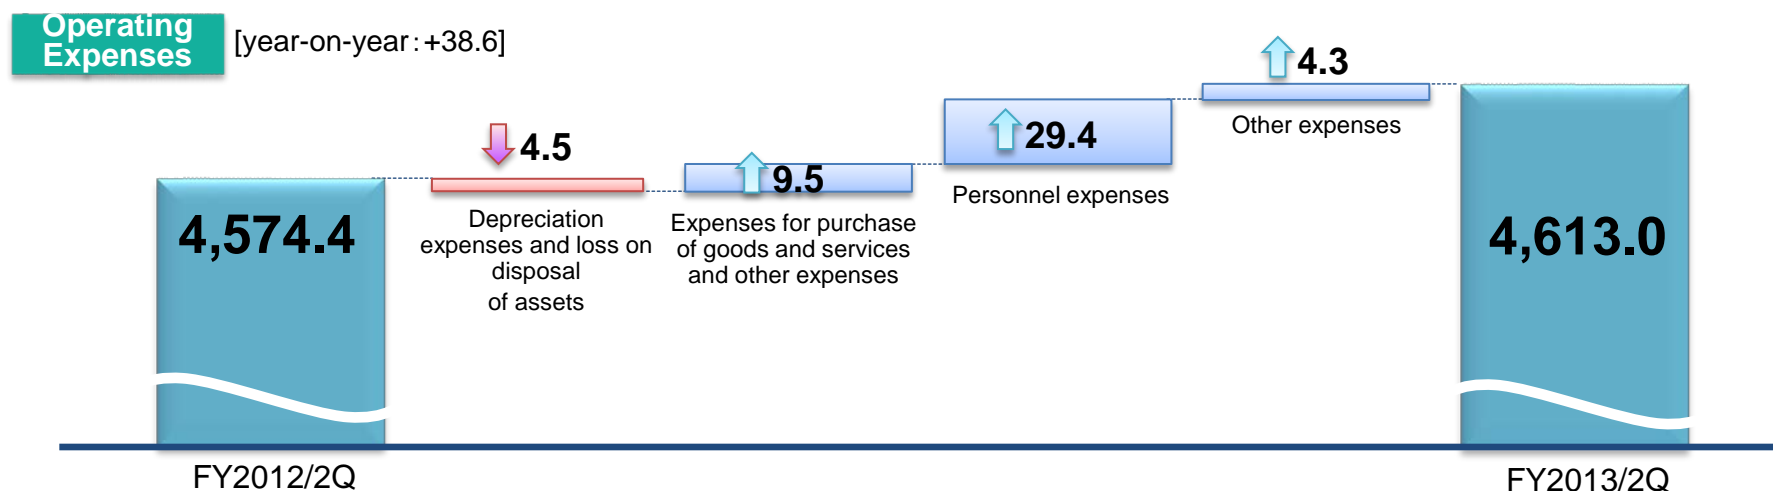 Operating
Expenses
[year-on-year：+38.6]
4,574.4
4.5
Depreciation
expenses and loss on
disposal
of assets
9.5
Expenses for purchase
of goods and services
and other expenses
29.4
Personnel expenses
4.3
Other expenses
4,613.0
FY2012/2Q
FY2013/2Q